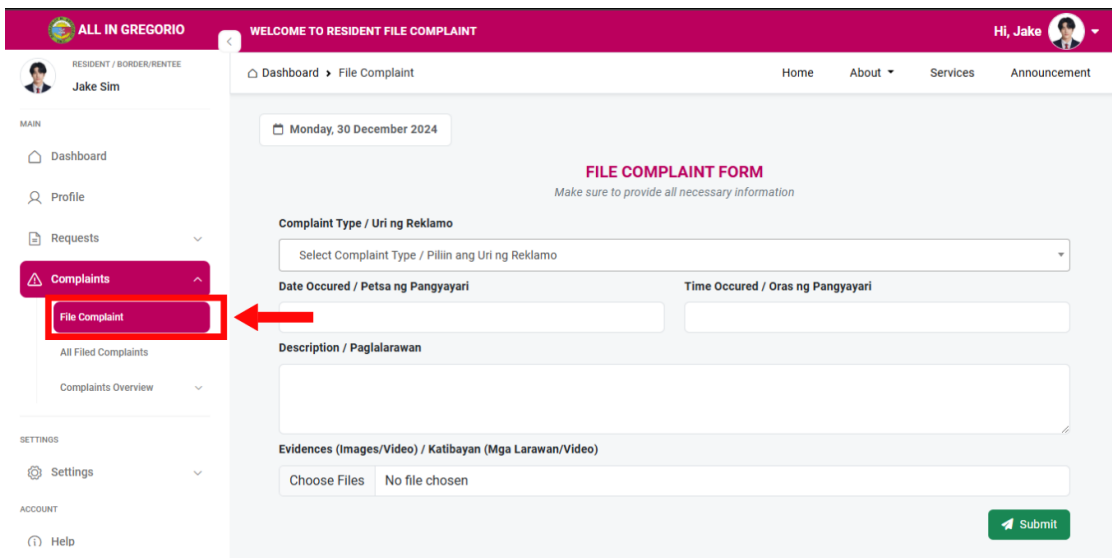 ALL IN GREGORIO
WELCOME TO RESIDENT FILE COMPLAINT
Hi, Jake
RESIDENT / BORDER/RENTEE
Jake Sim
Dashboard > File Complaint
Home
About
Services
Announcement
MAIN
Dashboard
Profile
Requests
Complaints
File Complaint
All Filed Complaints
Complaints Overview
SETTINGS
Settings
ACCOUNT
Help
Monday, 30 December 2024
FILE COMPLAINT FORM
Make sure to provide all necessary information
Complaint Type / Uri ng Reklamo
Select Complaint Type / Piliin ang Uri ng Reklamo
Date Occured / Petsa ng Pangyayari
Time Occured / Oras ng Pangyayari
Description / Paglalarawan
Evidences (Images/Video) / Katibayan (Mga Larawan/Video)
Choose Files No file chosen
Submit